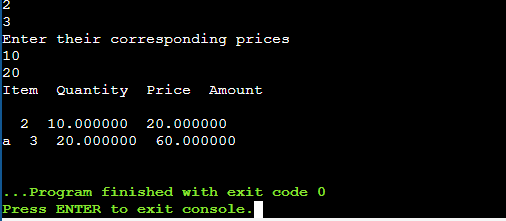 2
3
Enter their corresponding prices
10
20
Item  Quantity  Price  Amount
  2  10.000000  20.000000
a  3  20.000000  60.000000
...Program finished with exit code 0
Press ENTER to exit console.